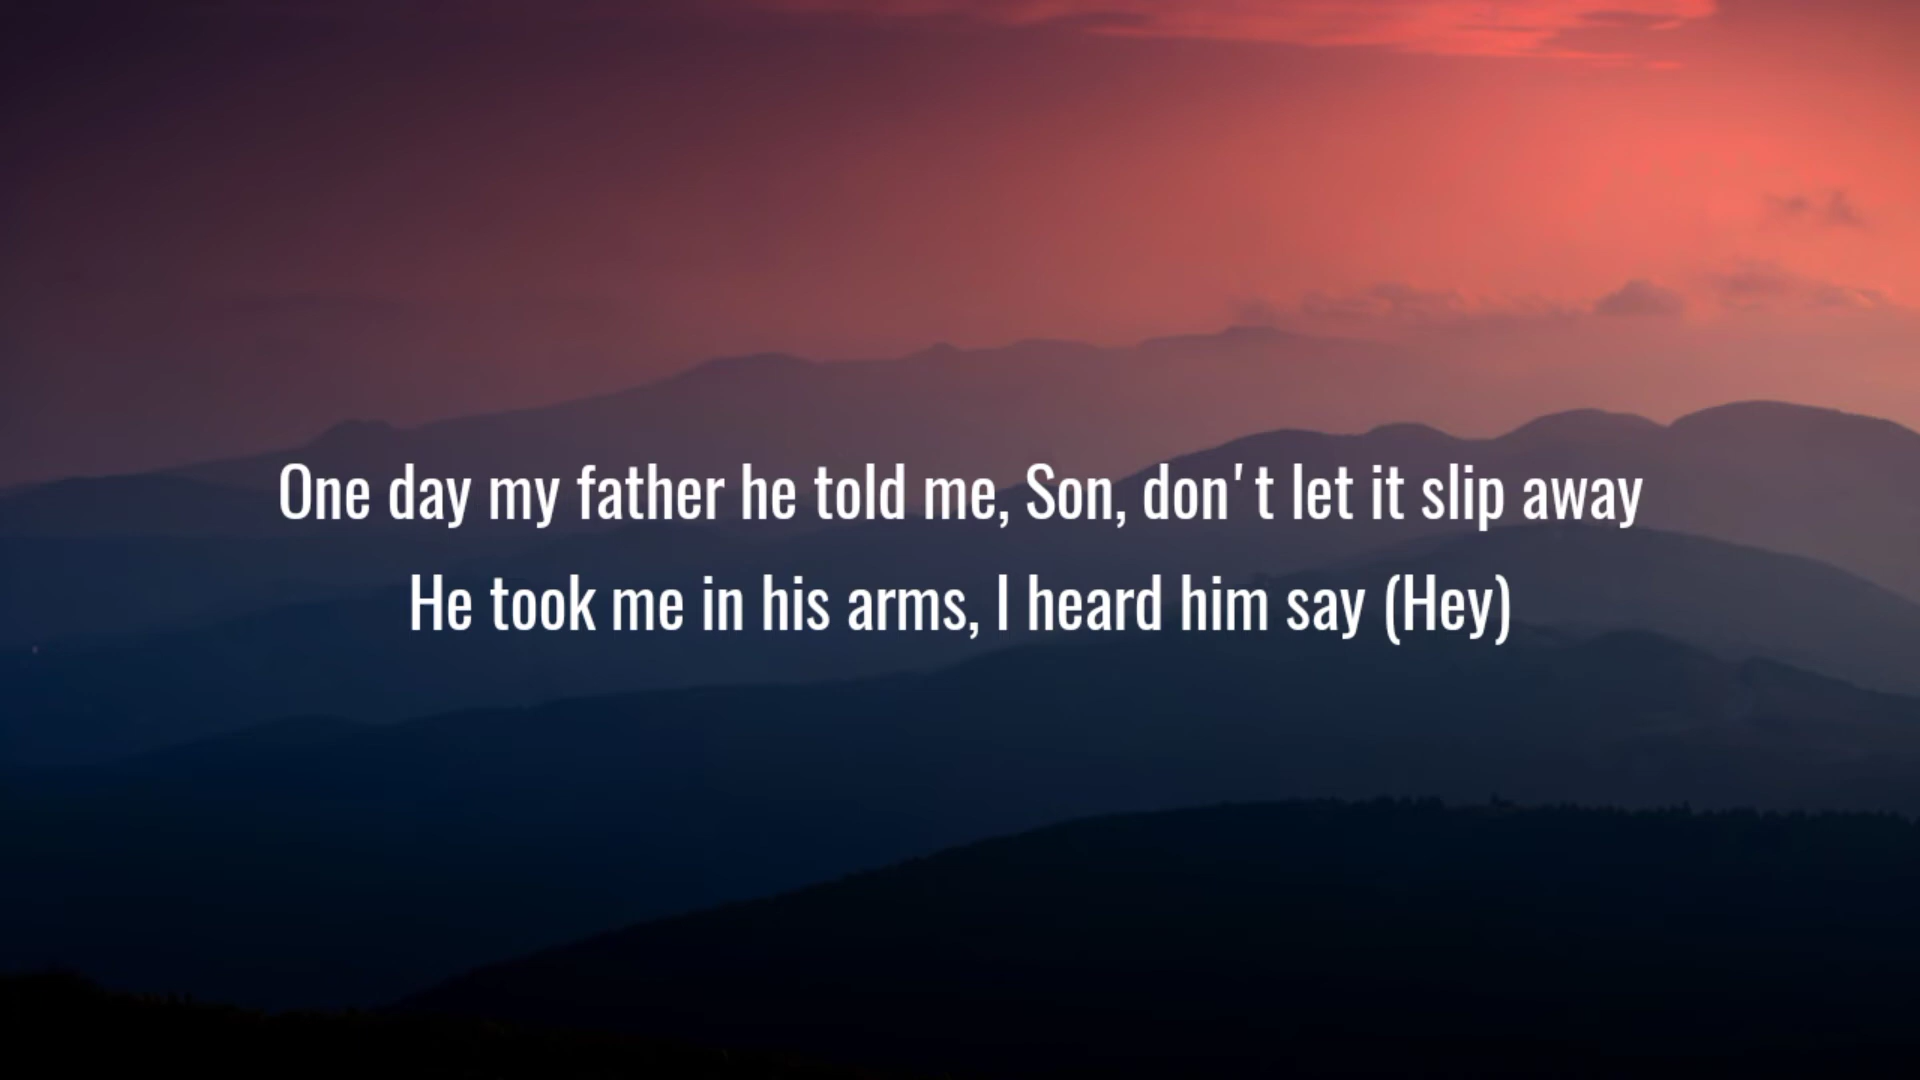 One day my father he told me, Son, don't let it slip away
He took me in his arms, I heard him say (Hey)